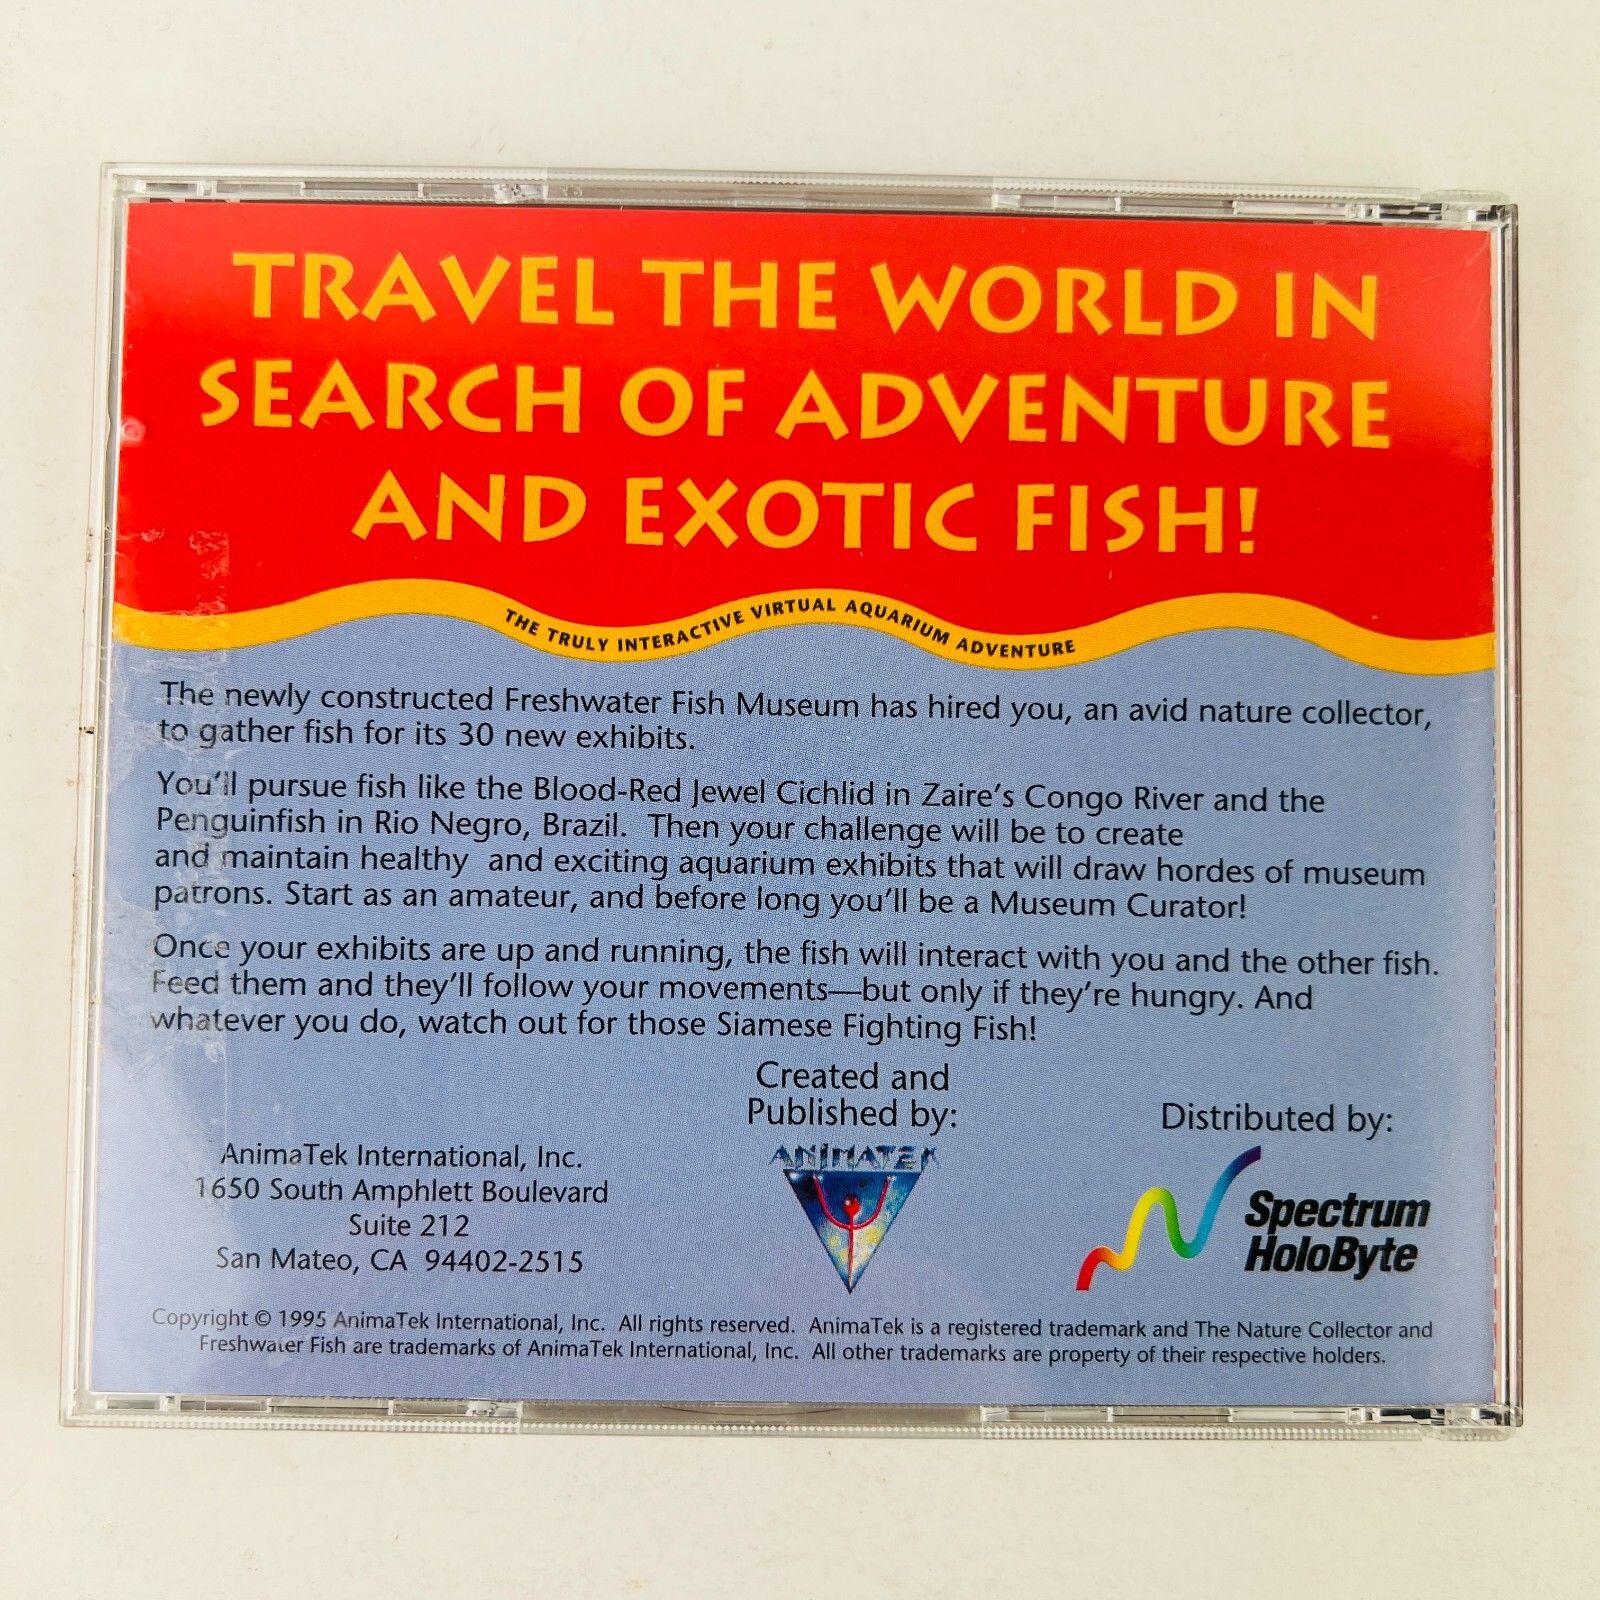 TRAVEL THE WORLD IN
SEARCH OF ADVENTURE
AND EXOTIC FISH!
THE TRULY INTERACTIVE VIRTUAL AQUARIUM ADVENTURE
The newly constructed Freshwater Fish Museum has hired you, an avid nature collector,
to gather fish for its 30 new exhibits.
You'll pursue fish like the Blood-Red Jewel Cichlid in Zaire's Congo River and the
Penguinfish in Rio Negro, Brazil. Then your challenge will be to create
and maintain healthy and exciting aquarium exhibits that will draw hordes of museum
patrons. Start as an amateur, and before long you'll be a Museum Curator!
Once your exhibits are up and running, the fish will interact with you and the other fish.
Feed them and they'll follow your movements—but only if they're hungry. And
whatever you do, watch out for those Siamese Fighting Fish!
AnimaTek International, Inc.
1650 South Amphlett Boulevard
Suite 212
San Mateo, CA 94402-2515
Created and
Published by:
ANIMATEK
Distributed by:
Spectrum
HoloByte
Copyright © 1995 AnimaTek International, Inc. All rights reserved. AnimaTek is a registered trademark and The Nature Collector and
Freshwater Fish are trademarks of AnimaTek International, Inc. All other trademarks are property of their respective holders.